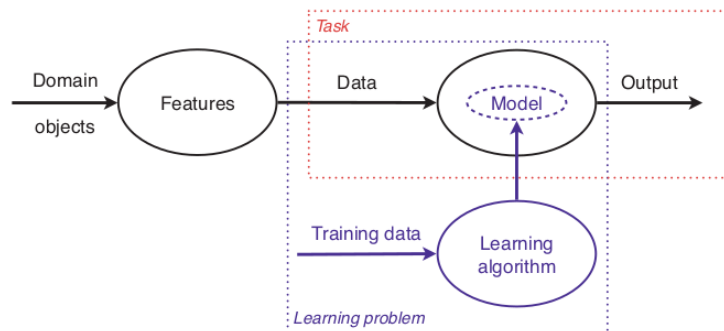 Task
Domain
objects
Features
Data
Model
Output
Training data
Learning
algorithm
Learning problem